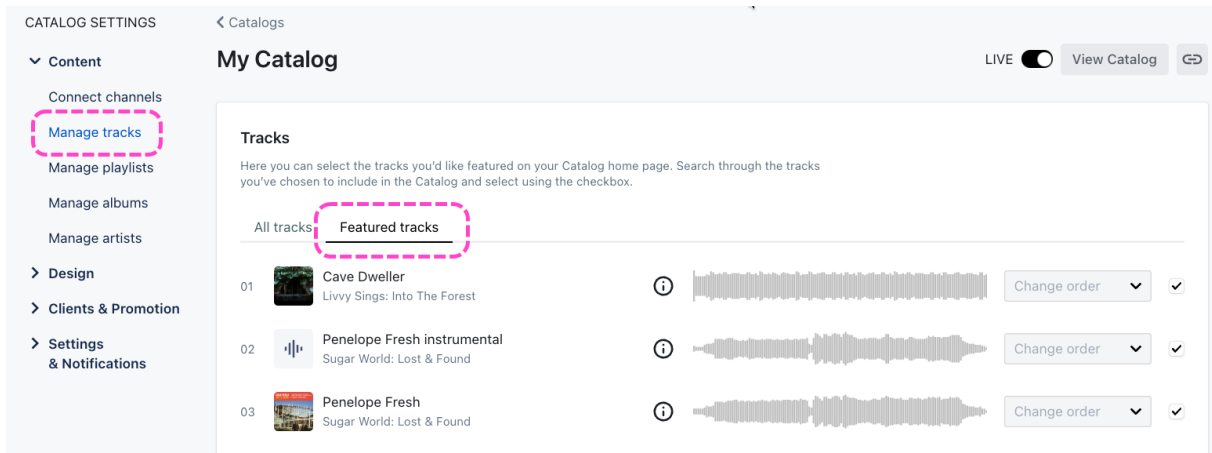 CATALOG SETTINGS
Content
Connect channels
Manage tracks
Manage playlists
Manage albums
Manage artists
Design
Clients & Promotion
Settings
& Notifications
Catalogs
My Catalog
LIVE
View Catalog
Tracks
Here you can select the tracks you'd like featured on your Catalog home page. Search through the tracks
you've chosen to include in the Catalog and select using the checkbox.
All tracks
Featured tracks
01
Cave Dweller
Livvy Sings: Into The Forest
Change order
02
Penelope Fresh instrumental
Sugar World: Lost & Found
Change order
03
Penelope Fresh
Sugar World: Lost & Found
Change order